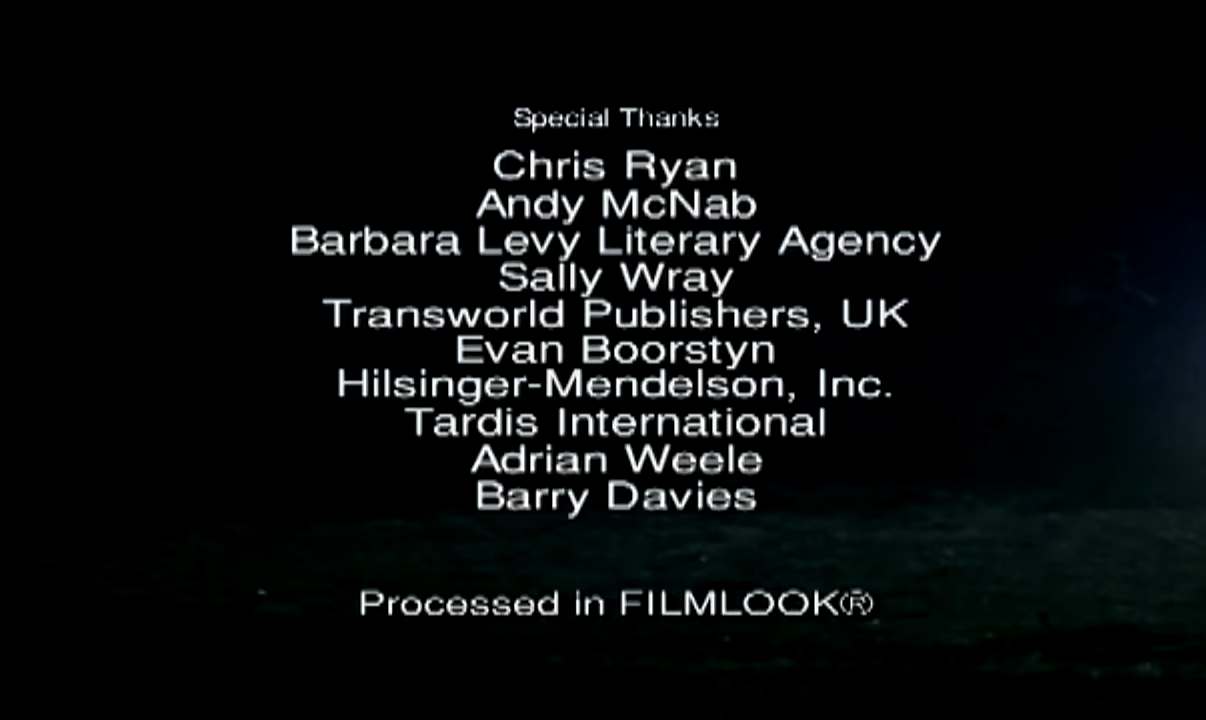 Special Thanks
Chris Ryan
Andy McNab
Barbara Levy Literary Agency
Sally Wray
Transworld Publishers, UK
Evan Boorstyn
Hilsinger-Mendelson, Inc.
Tardis International
Adrian Weele
Barry Davies
Processed in FILMLOOK®